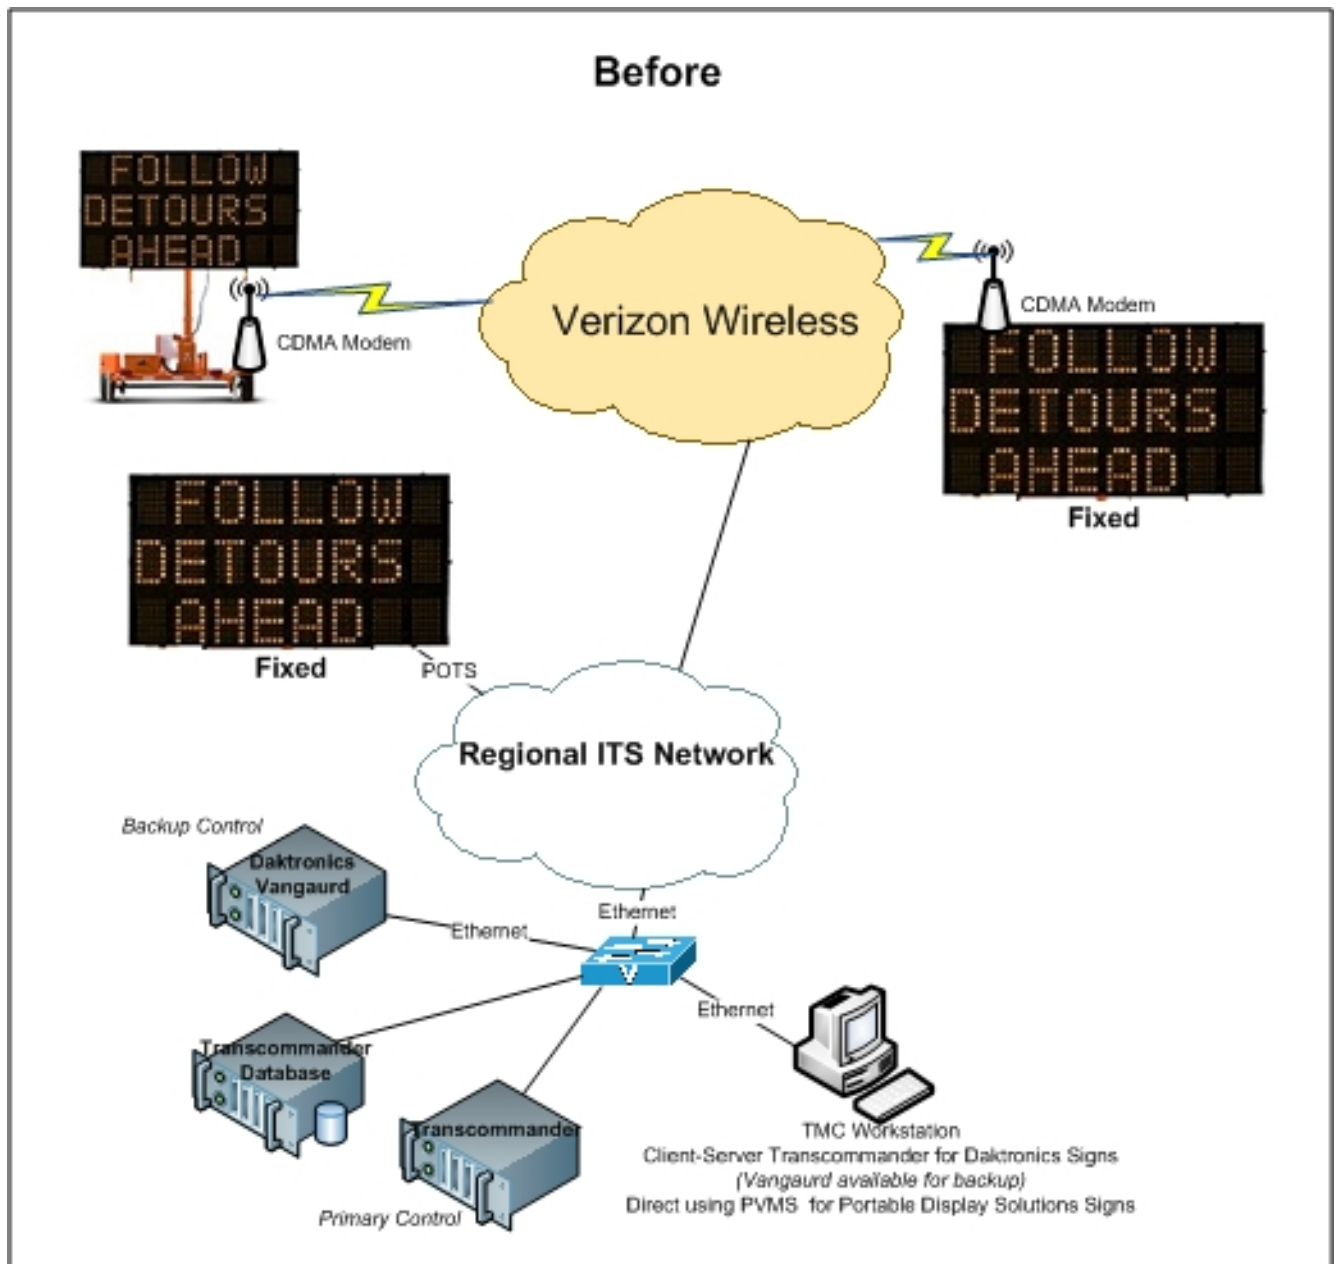 Before
FOLLOW
DETOURS
AHEAD
CDMA Modem
Verizon Wireless
CDMA Modem
FOLLOW
DETOURS
AHEAD
Fixed
FOLLOW
DETOURS
AHEAD
Fixed
POTS
Regional ITS Network
Backup Control
Daktronics
Vangaurd
Ethernet
Ethernet
Ethernet
Transcommander
Database
Transcommander
Primary Control
TMC Workstation
Client-Server Transcommander for Daktronics Signs
(Vangaurd available for backup)
Direct using PVMS for Portable Display Solutions Signs